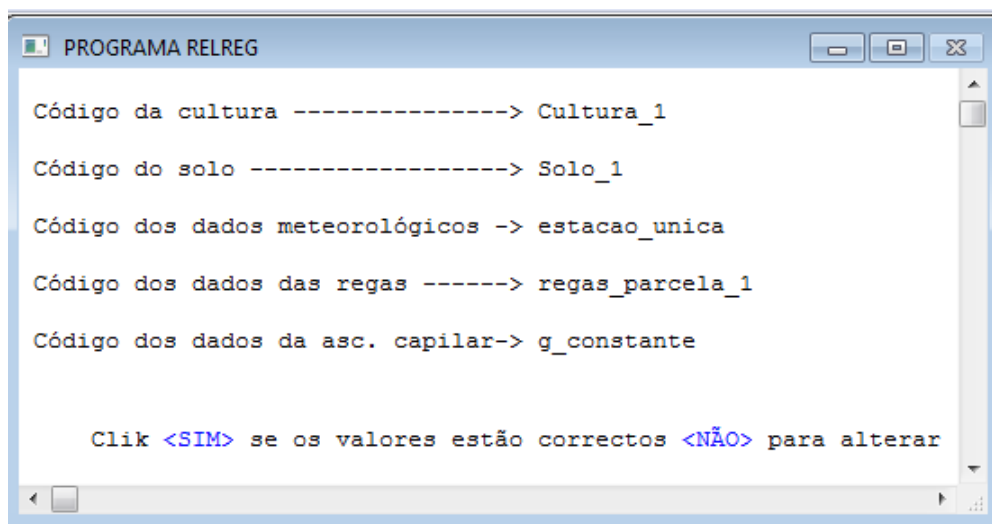 PROGRAMA RELREG
Código da cultura ---------------> Cultura_1
Código do solo ------------------> Solo_1
Código dos dados meteorológicos -> estacao_unica
Código dos dados das regas ------> regas_parcela_1
Código dos dados da asc. capilar-> g_constante
Clik <SIM> se os valores estão correctos <NÃO> para alterar